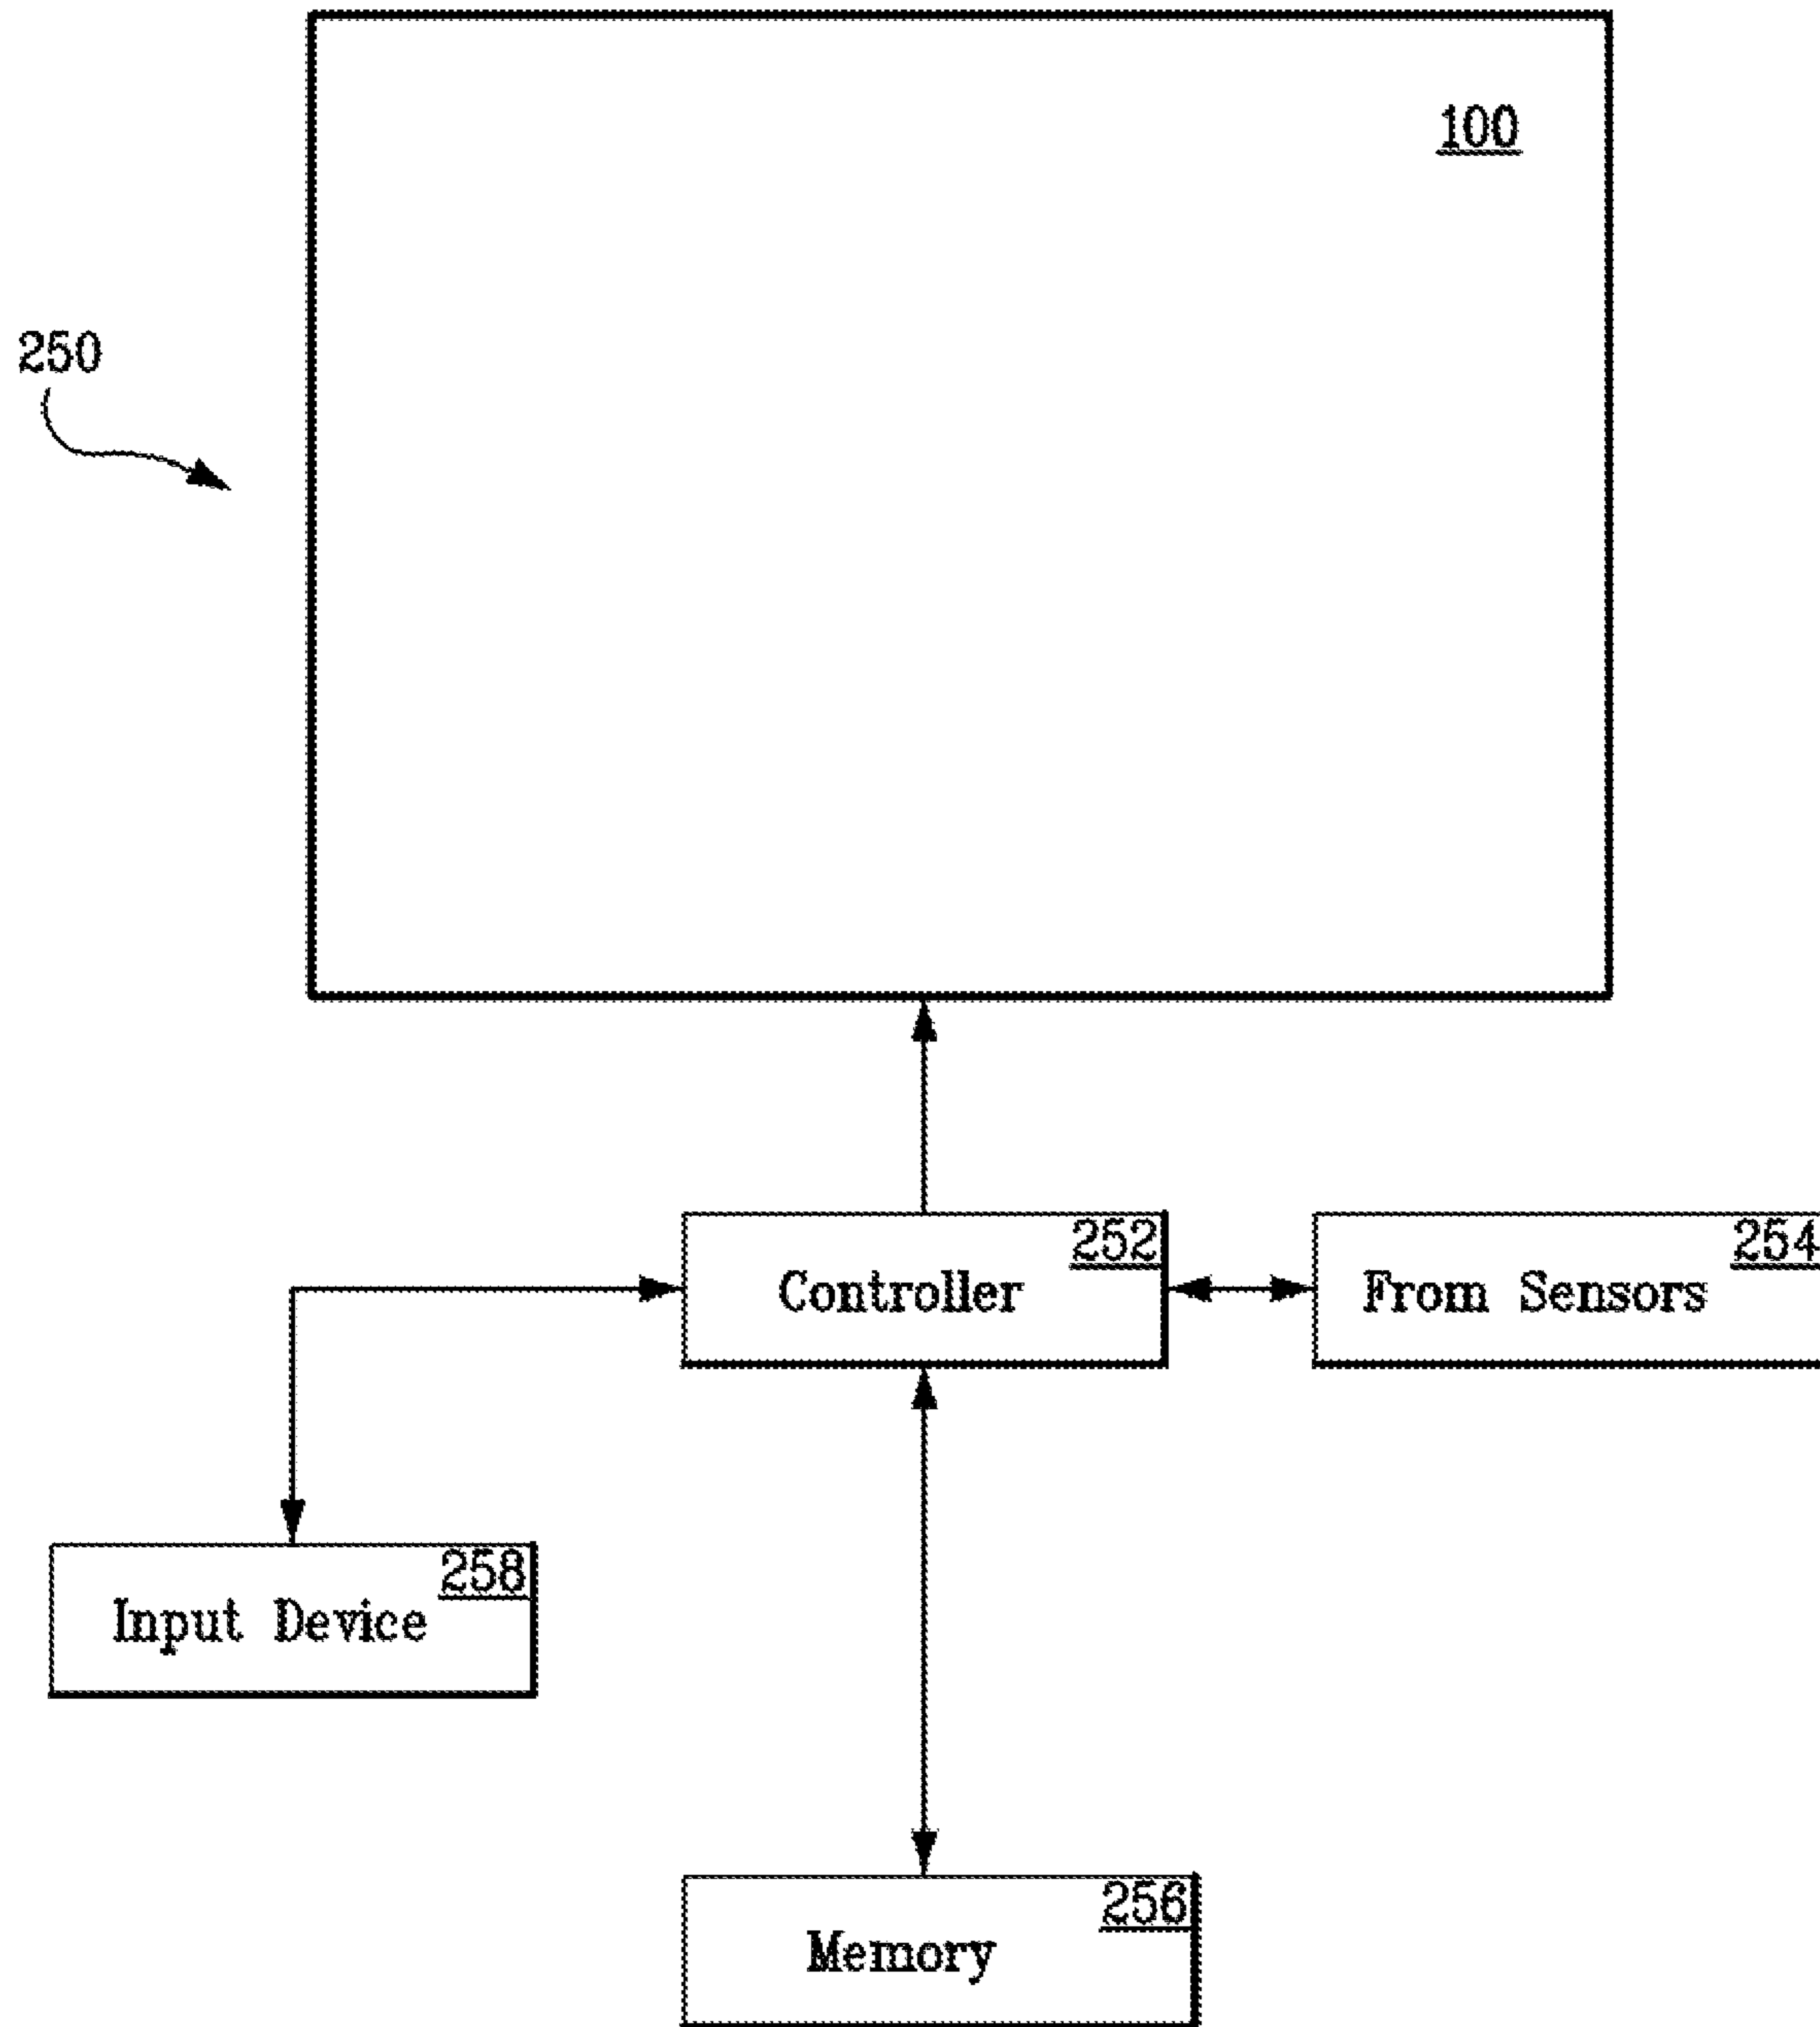 100
250
252
Controller
254
From Sensors
258
Input Device
256
Memory